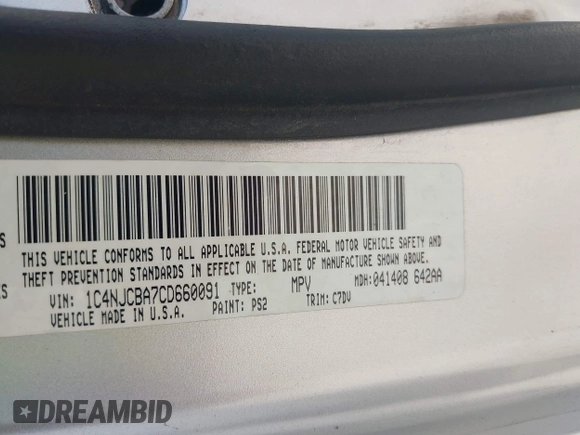 S
THIS VEHICLE CONFORMS TO ALL APPLICABLE U.S.A. FEDERAL MOTOR VEHICLE SAFETY AND
THEFT PREVENTION STANDARDS IN EFFECT ON THE DATE OF MANUFACTURE SHOWN ABOVE.
ES
VIN: 1C4NJCBA7CD660091 TYPE: MPV MDH:041408 642AA
VEHICLE MADE IN U.S.A. PAINT: PS2 TRIM: C7DV
DREAMBID